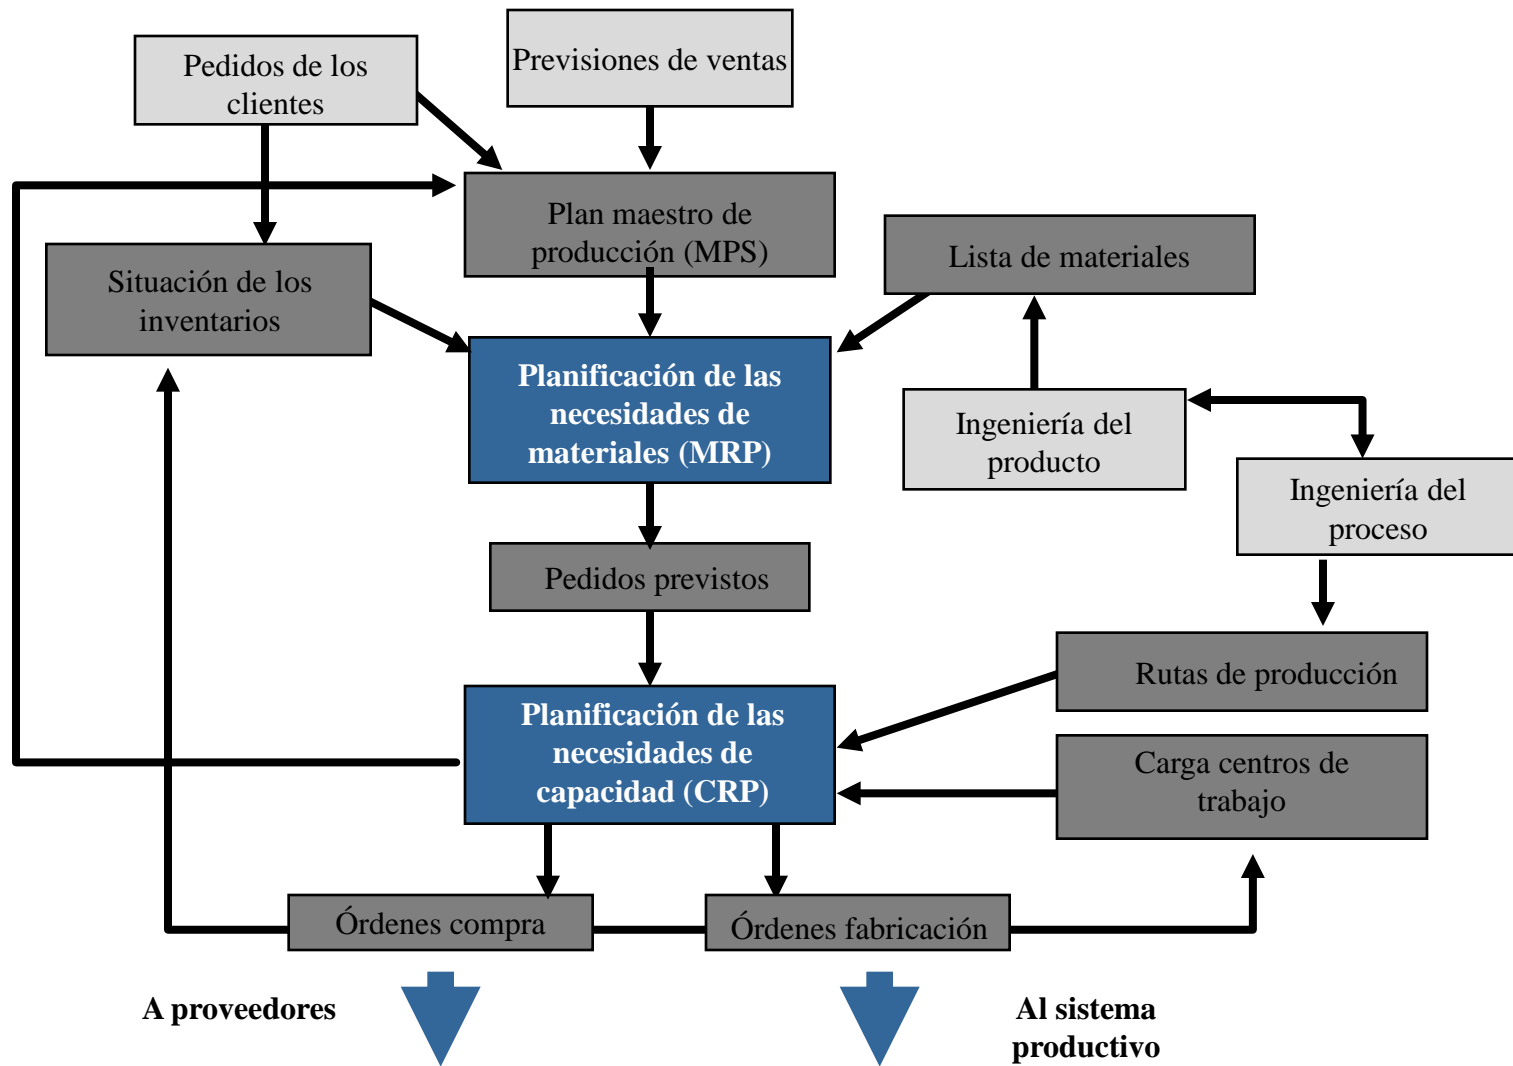 Pedidos de los
clientes
Previsiones de ventas
Plan maestro de
producción (MPS)
Lista de materiales
Situación de los
inventarios
Planificación de las
necesidades de
materiales (MRP)
Ingeniería del
producto
Ingeniería del
proceso
Pedidos previstos
Rutas de producción
Planificación de las
necesidades de
capacidad (CRP)
Carga centros de
trabajo
Órdenes compra
Órdenes fabricación
A proveedores
Al sistema
productivo